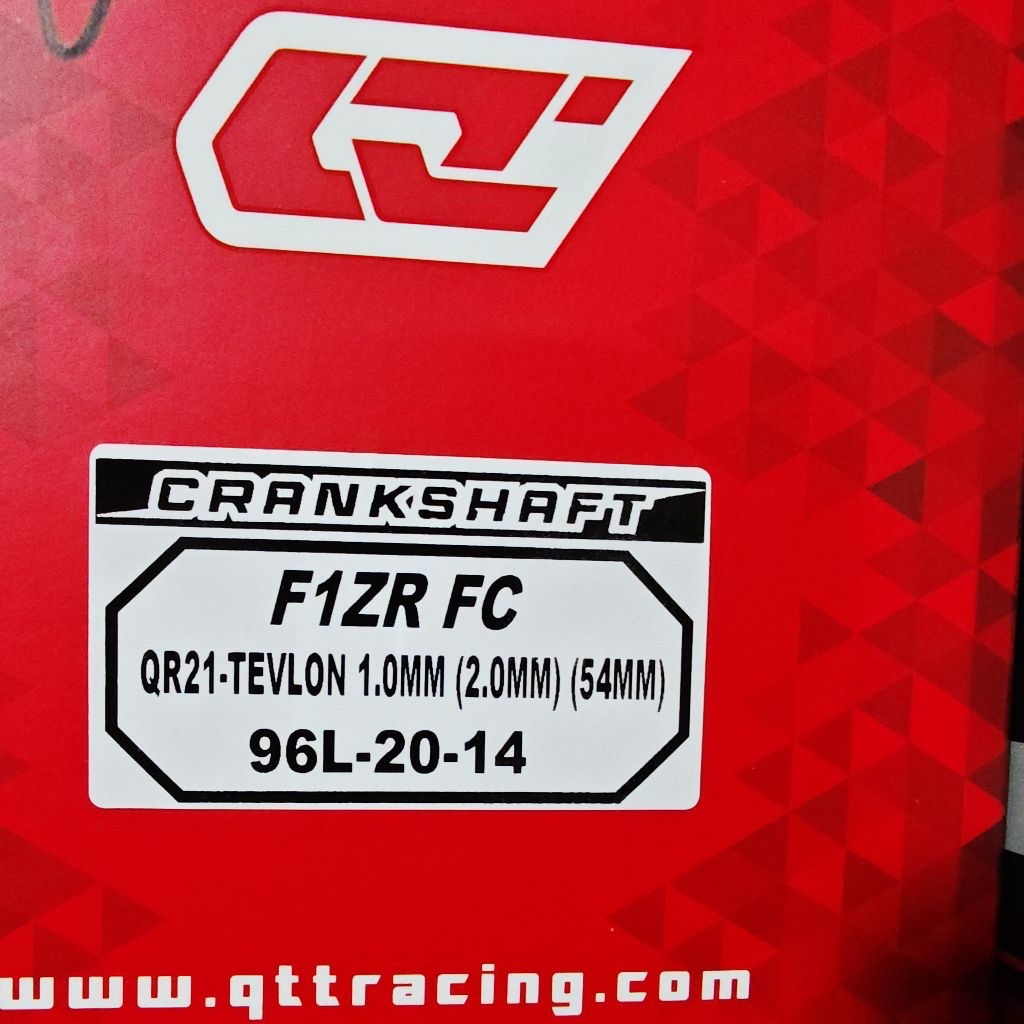 CRANKSHAFT
F1ZR FC
QR21-TEVLON 1.0MM (2.0MM) (54MM)
96L-20-14
www.qttracing.com